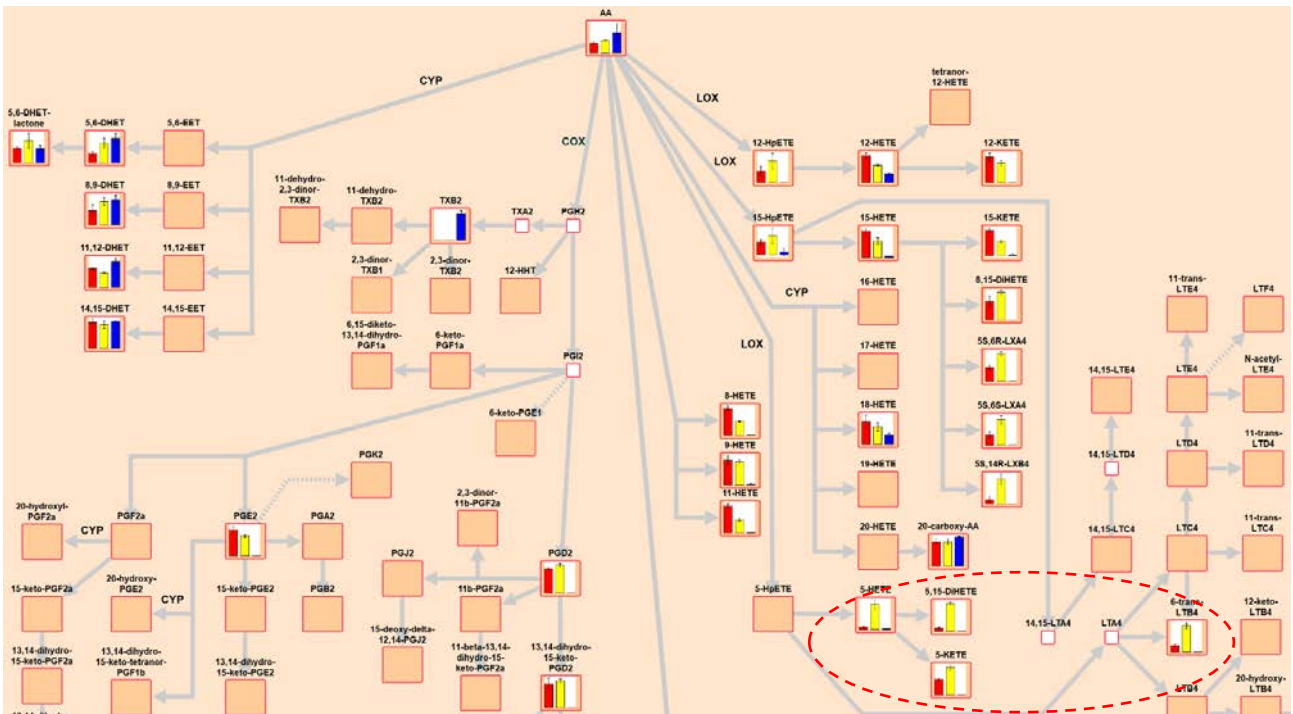 AA
CYP
LOX
tetranor-
12-HETE
5,6-DHET-
lactone
5,6-DHET
5,6-EET
COX
12-HpETE
12-HETE
12-KETE
LOX
8,9-DHET
8,9-EET
11-dehydro-
2,3-dinor-
TXB2
11-dehydro-
TXB2
TXB2
TXA2
PGH2
15-HpETE
15-HETE
15-KETE
11,12-DHET
11,12-EET
2,3-dinor-
TXB1
2,3-dinor-
TXB2
12-HHT
CYP
16-HETE
8,15-DiHETE
11-trans-
LTE4
LTF4
14,15-DHET
14,15-EET
6,15-diketo-
13,14-dihydro-
PGF1a
6-keto-
PGF1a
PGI2
LOX
17-HETE
5S,6R-LXA4
14,15-LTE4
LTE4
N-acetyl-
LTE4
6-keto-PGE1
8-HETE
18-HETE
5S,6S-LXA4
9-HETE
14,15-LTD4
LTD4
11-trans-
LTD4
PGK2
19-HETE
5S,14R-LXB4
20-hydroxyl-
PGF2a
CYP
PGF2a
PGE2
PGA2
2,3-dinor-
11b-PGF2a
11-HETE
20-HETE
20-carboxy-AA
14,15-LTC4
LTC4
11-trans-
LTC4
PGJ2
PGD2
15-keto-PGF2a
20-hydroxy-
PGE2
CYP
15-keto-PGE2
PGB2
11b-PGF2a
5-HpETE
5-HETE
5,15-DiHETE
14,15-LTA4
LTA4
6-trans-
LTB4
12-keto-
LTB4
13,14-dihydro-
15-keto-PGF2a
13,14-dihydro-
15-keto-tetranor-
PGF1b
13,14-dihydro-
15-keto-PGE2
15-deoxy-delta-
12,14-PGJ2
11-beta-13,14-
dihydro-15-
keto-PGF2a
13,14-dihydro-
15-keto-
PGD2
5-KETE
LTB4
20-hydroxy-
LTB4